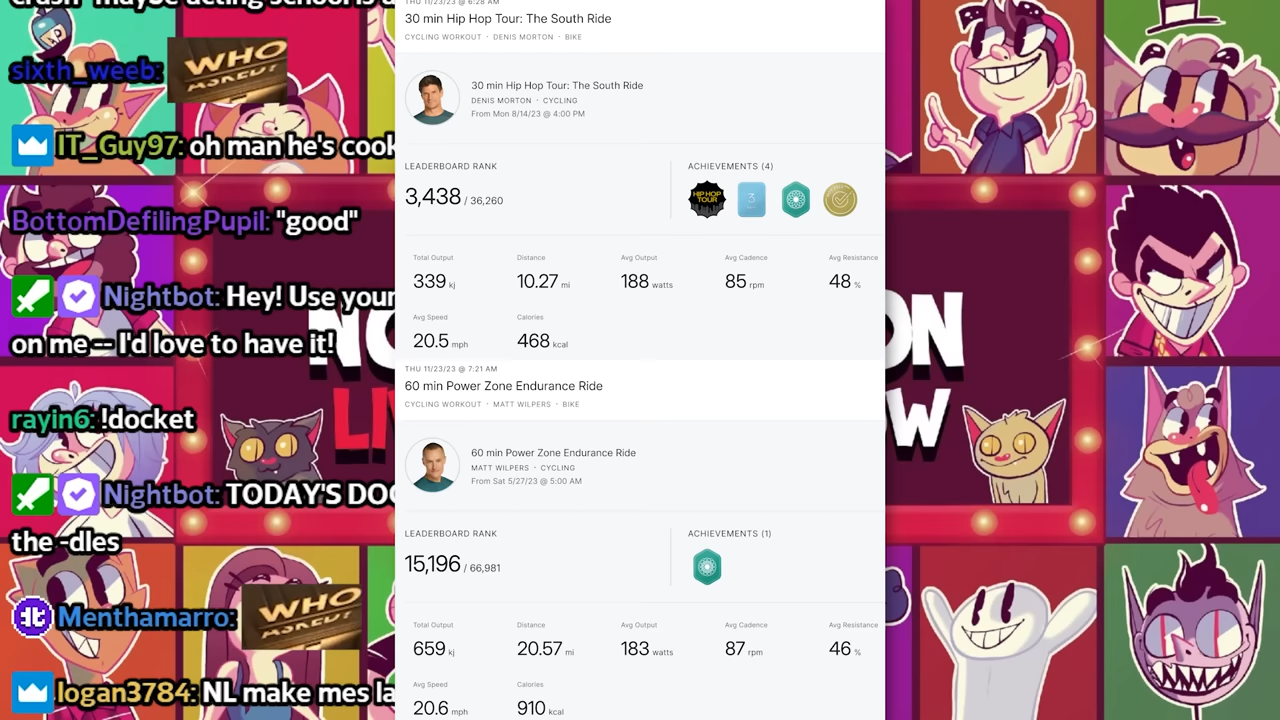 THU 11/23/23 @ 6:28 AM
30 min Hip Hop Tour: The South Ride
CYCLING WORKOUT · DENIS MORTON · BIKE
30 min Hip Hop Tour: The South Ride
DENIS MORTON · CYCLING
From Mon 8/14/23 @ 4:00 PM
LEADERBOARD RANK
3,438 / 36,260
ACHIEVEMENTS (4)
HIP HOP
TOUR
3
Total Output
339 kj
Distance
10.27 mi
Avg Output
188 watts
Avg Cadence
85 rpm
Avg Resistance
48 %
Avg Speed
20.5 mph
Calories
468 kcal
THU 11/23/23 @ 7:21 AM
60 min Power Zone Endurance Ride
CYCLING WORKOUT · MATT WILPERS · BIKE
60 min Power Zone Endurance Ride
MATT WILPERS · CYCLING
From Sat 5/27/23 @ 5:00 AM
LEADERBOARD RANK
15,196 / 66,981
ACHIEVEMENTS (1)
Total Output
659 kj
Distance
20.57 mi
Avg Output
183 watts
Avg Cadence
87 rpm
Avg Resistance
46 %
Avg Speed
20.6 mph
Calories
910 kcal
sixth_weeb: WHO
ASKED?
IT_Guy97: oh man he's cook
BottomDefilingPupil: "good"
Nightbot: Hey! Use your
on me -- I'd love to have it!
rayin6: !docket
Nightbot: TODAY'S DO
the -dles
Menthamarro: WHO
ASKED?
logan3784: NL make mes la
NO
ON
LI
W